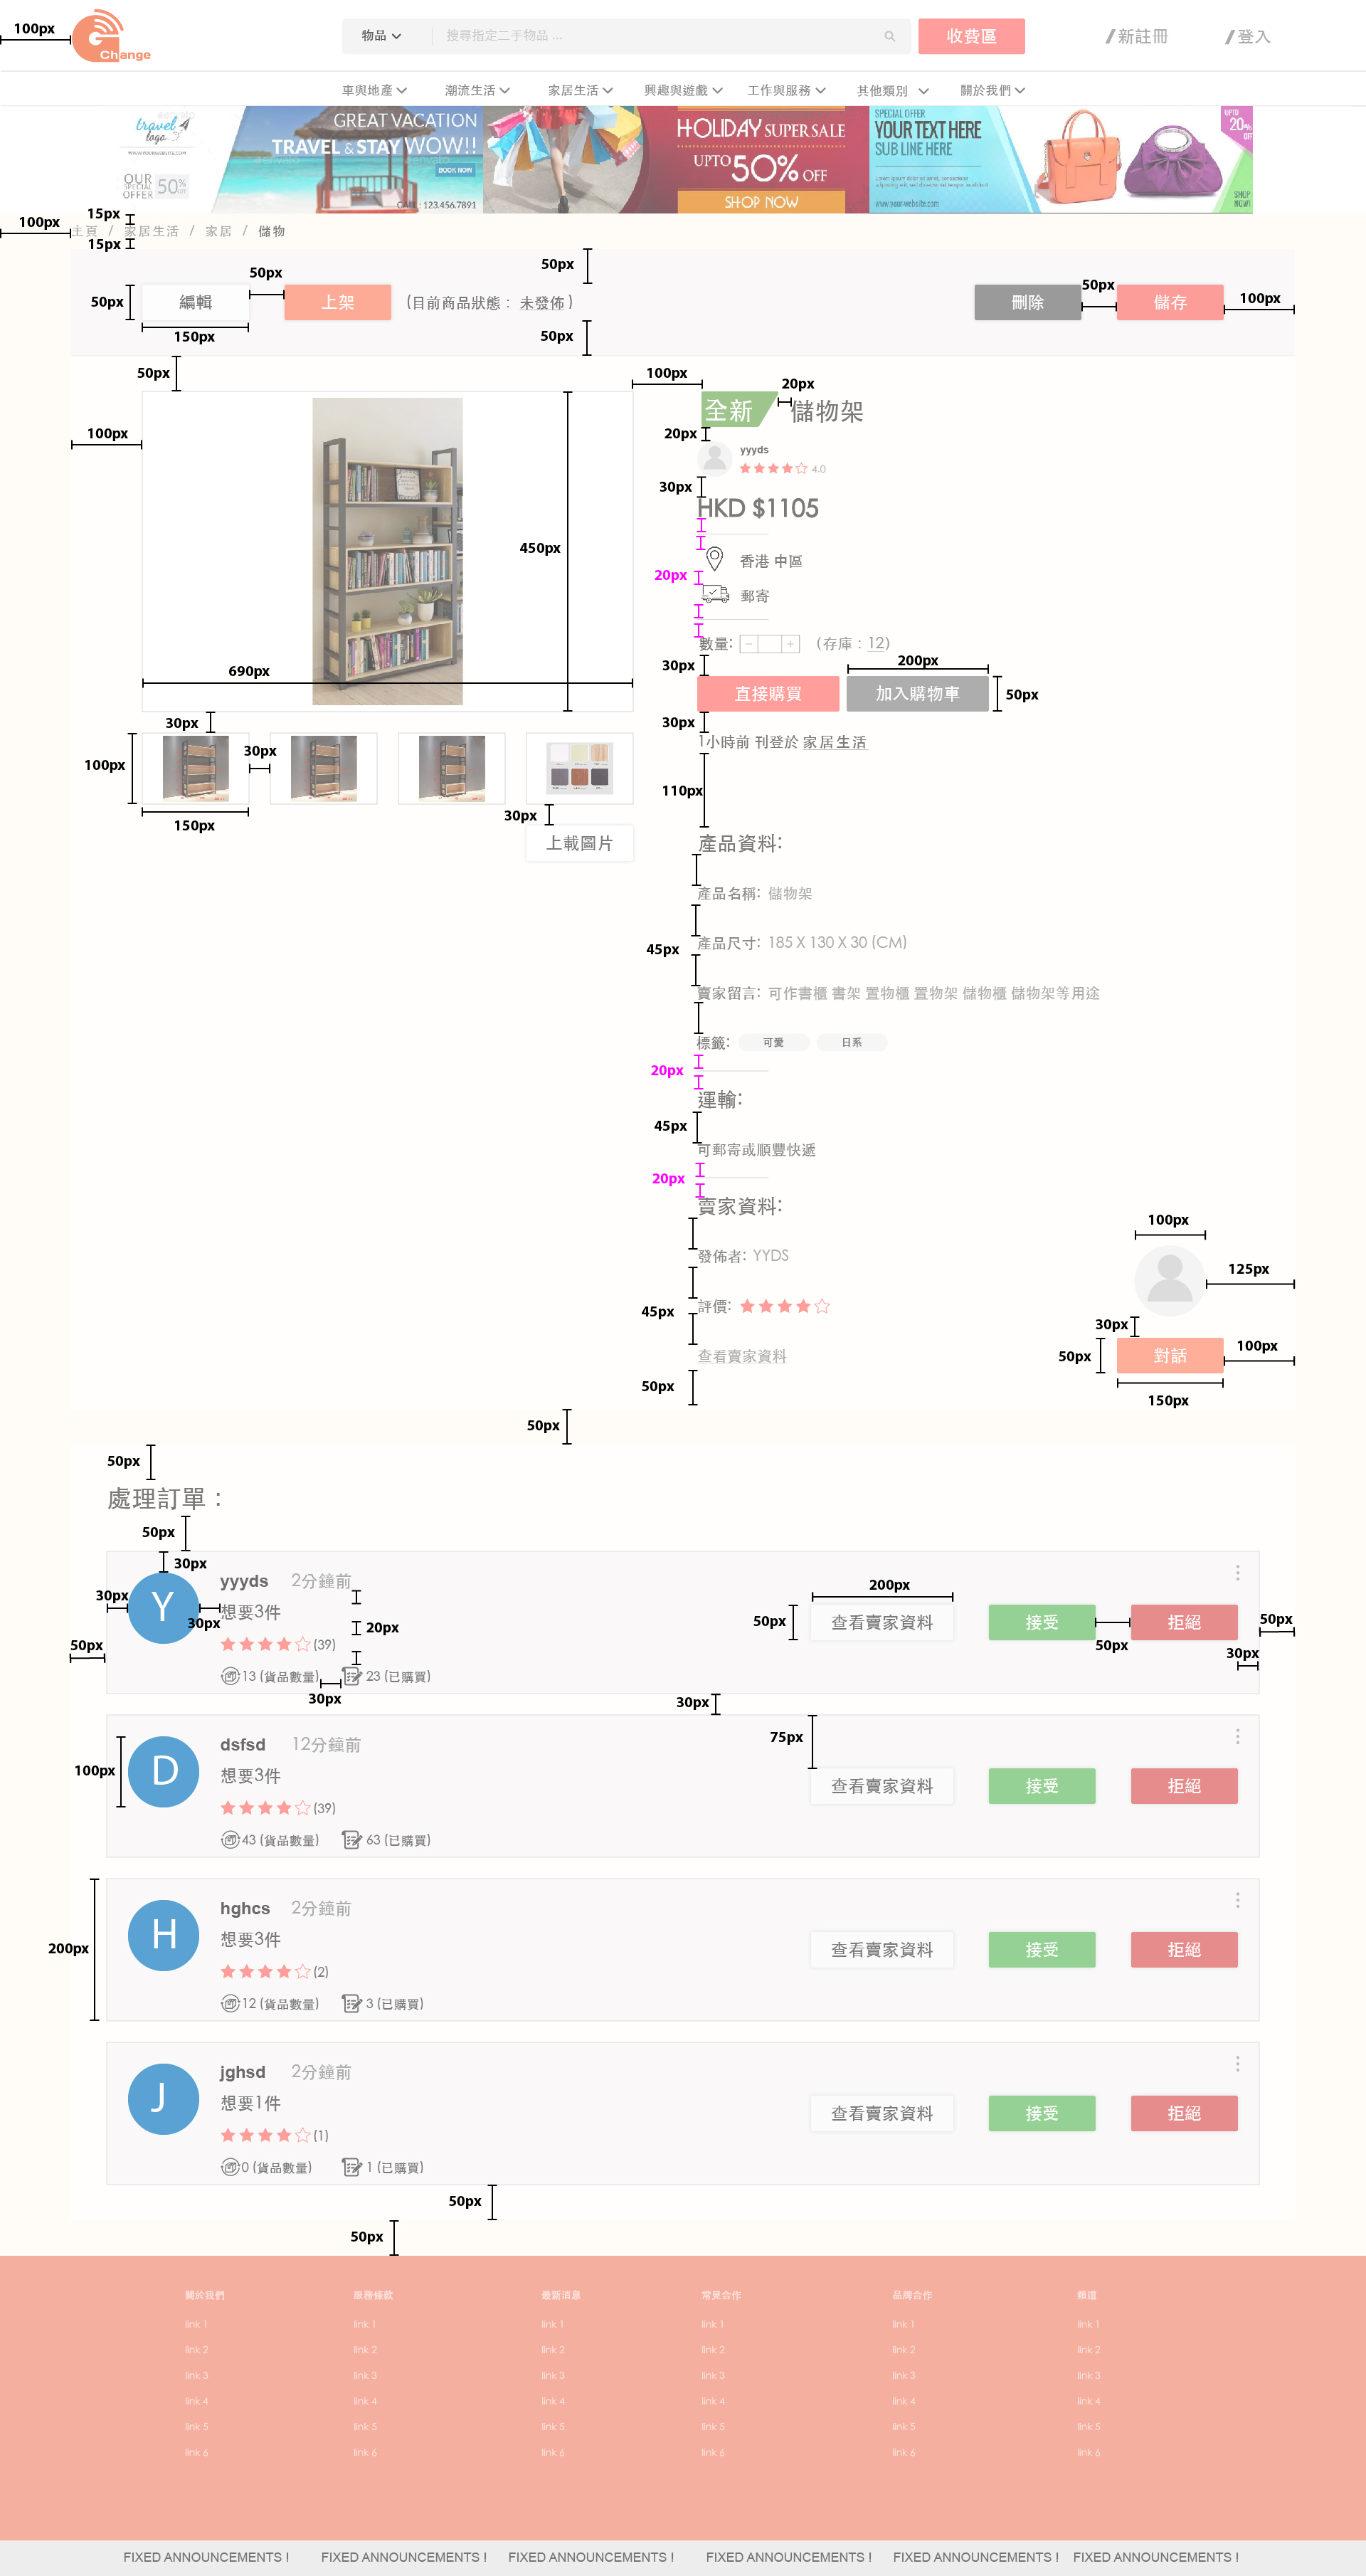 100px
Change
物品
搜尋指定二手物品 ...
收費區
新註冊
登入
車與地產
潮流生活
家居生活
興趣與遊戲
工作與服務
其他類別
關於我們
travel
logo
WWW.YOURWEBSITE.COM
OUR
SPECIAL
OFFER
50%
GREAT VACATION
TRAVEL & STAY WOW!!
envato
BOOK NOW
CALL : 123.456.7891
HOLIDAY SUPER SALE
UPTO 50% OFF
SHOP NOW
SPECIAL OFFER
YOUR TEXT HERE
SUB LINE HERE
www.your-website.com
UPTO
20%
OFF
SHOP
NOW!
15px
100px
主頁 / 家居生活 / 家居 / 儲物
15px
50px
50px
50px
50px
編輯
上架
(目前商品狀態 : 未發佈 )
刪除
儲存
100px
150px
50px
50px
100px
20px
全新
儲物架
100px
20px
yyyds
4.0
30px
HKD $1105
450px
香港 中區
20px
郵寄
數量:
− +
(存庫 : 12)
30px
200px
690px
直接購買
加入購物車
50px
30px
30px
1小時前 刊登於 家居生活
30px
100px
110px
30px
150px
上載圖片
產品資料:
產品名稱: 儲物架
45px
產品尺寸: 185 X 130 X 30 (CM)
賣家留言: 可作書櫃 書架 置物櫃 置物架 儲物櫃 儲物架等用途
標籤:
可愛
日系
20px
運輸:
45px
可郵寄或順豐快遞
20px
賣家資料:
100px
發佈者: YYDS
125px
45px
評價:
30px
查看賣家資料
50px
對話
100px
50px
150px
50px
50px
處理訂單 :
50px
30px
30px
Y
30px
yyyds
2分鐘前
想要3件
20px
(39)
13 (貨品數量)
23 (已購買)
200px
50px
查看賣家資料
接受
拒絕
50px
50px
50px
30px
30px
30px
75px
100px
D
dsfsd
12分鐘前
想要3件
(39)
43 (貨品數量)
63 (已購買)
查看賣家資料
接受
拒絕
200px
H
hghcs
2分鐘前
想要3件
(2)
12 (貨品數量)
3 (已購買)
查看賣家資料
接受
拒絕
J
jghsd
2分鐘前
想要1件
(1)
0 (貨品數量)
1 (已購買)
查看賣家資料
接受
拒絕
50px
50px
關於我們
服務條款
最新消息
常見合作
品牌合作
頻道
link 1 link 1 link 1 link 1 link 1 link 1
link 2 link 2 link 2 link 2 link 2 link 2
link 3 link 3 link 3 link 3 link 3 link 3
link 4 link 4 link 4 link 4 link 4 link 4
link 5 link 5 link 5 link 5 link 5 link 5
link 6 link 6 link 6 link 6 link 6 link 6
FIXED ANNOUNCEMENTS ! FIXED ANNOUNCEMENTS ! FIXED ANNOUNCEMENTS ! FIXED ANNOUNCEMENTS ! FIXED ANNOUNCEMENTS ! FIXED ANNOUNCEMENTS !